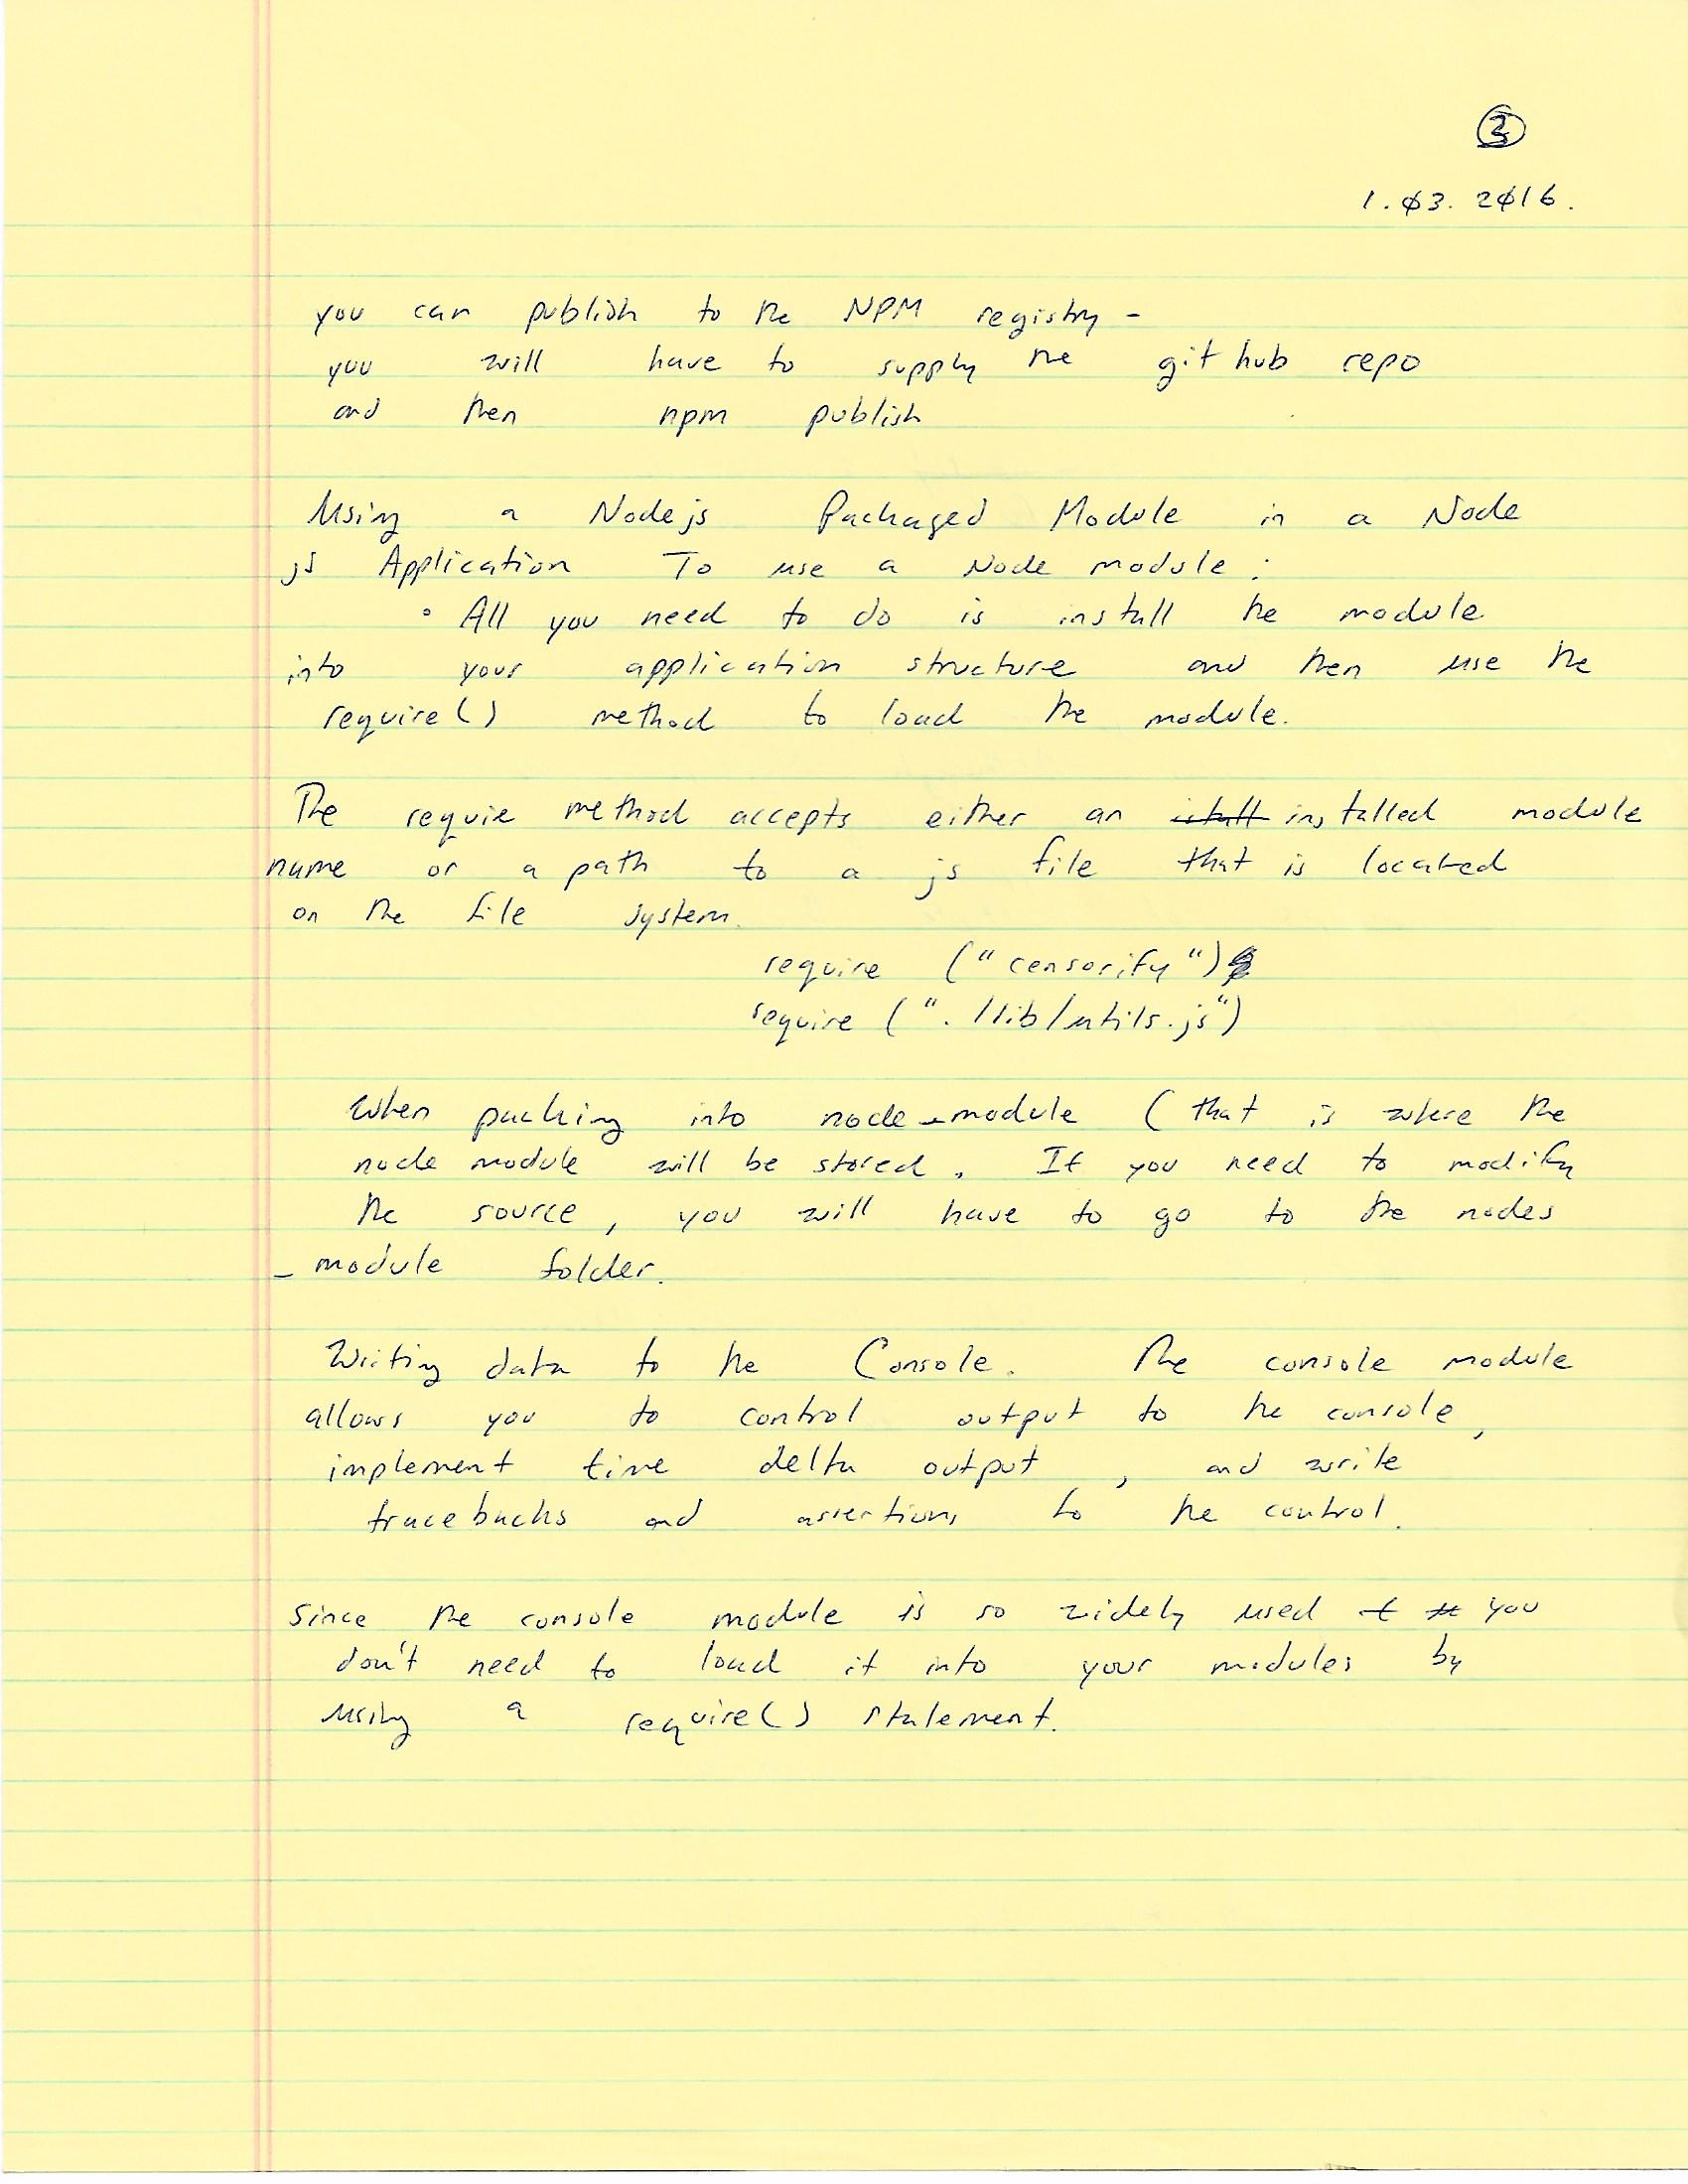 1.03.2016.
you can publish to the NPM registry -
you will have to supply the git hub repo
and then npm publish
Using a Nodejs Packaged Module in a Node
js Application To use a Node module :
• All you need to do is install the module
into your application structure and then use the
require() method to load the module.
The requie method accepts either an installed module
name or a path to a js file that is located
on the file system.
require ("censorify")
require ("./lib/utils.js")
When packing into node_module (that is where the
node module will be stored. If you need to modify
the source, you will have to go to the nodes
_module folder.
Writing data to the Console. The console module
allows you to control output to the console,
implement time delta output, and write
trace backs and assertions to the control.
Since the console module is so widely used you
don't need to load it into your modules by
using a require() statement.